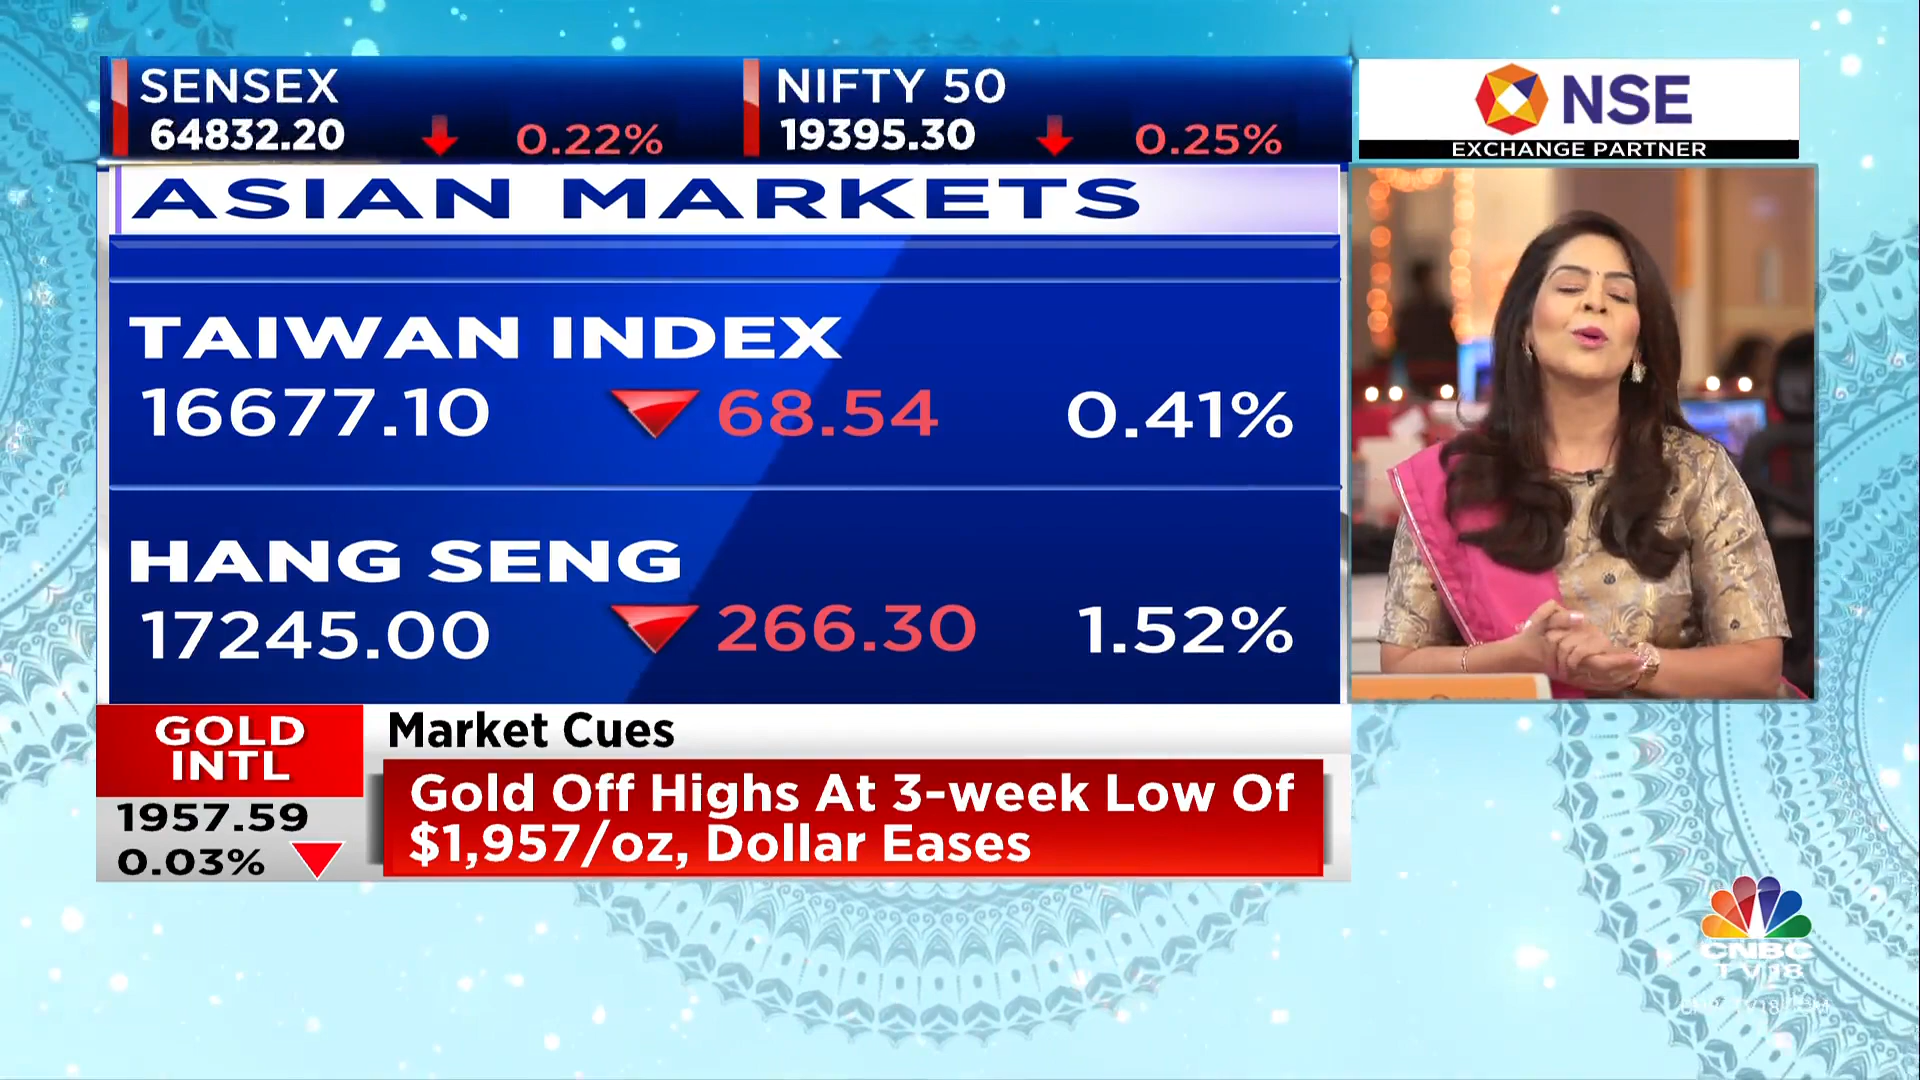 SENSEX
64832.20 0.22%
NIFTY 50
19395.30 0.25%
NSE
EXCHANGE PARTNER
ASIAN MARKETS
TAIWAN INDEX
16677.10 68.54 0.41%
HANG SENG
17245.00 266.30 1.52%
GOLD
INTL
1957.59
0.03%
Market Cues
Gold Off Highs At 3-week Low Of
$1,957/oz, Dollar Eases
CNBC
TV18